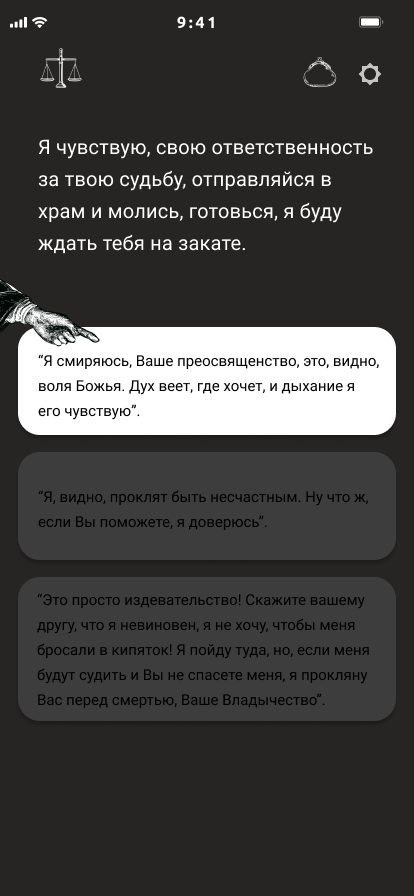 9:41
Я чувствую, свою ответственность
за твою судьбу, отправляйся в
храм и молись, готовься, я буду
ждать тебя на закате.
“Я смиряюсь, Ваше преосвященство, это, видно,
воля Божья. Дух веет, где хочет, и дыхание я
его чувствую”.
“Я, видно, проклят быть несчастным. Ну что ж,
если Вы поможете, я доверюсь”.
“Это просто издевательство! Скажите вашему
другу, что я невиновен, я не хочу, чтобы меня
бросали в кипяток! Я пойду туда, но, если меня
будут судить и Вы не спасете меня, я прокляну
Вас перед смертью, Ваше Владычество”.